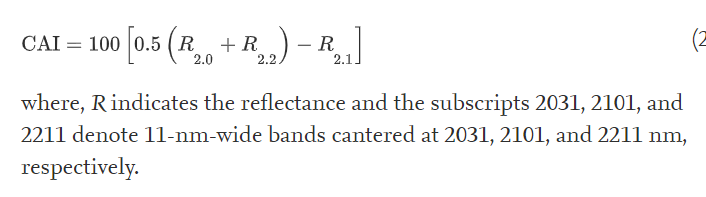 CAI = 100 [0.5 (R2.0 + R2.2) − R2.1] (2
where, R indicates the reflectance and the subscripts 2031, 2101, and
2211 denote 11-nm-wide bands cantered at 2031, 2101, and 2211 nm,
respectively.